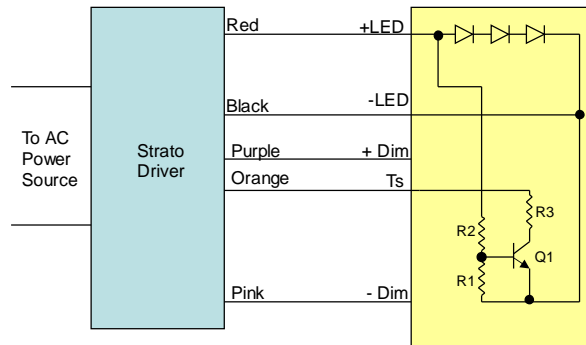 Red
+LED
Black
-LED
To AC
Power
Source
Strato
Driver
Purple
+ Dim
Orange
Ts
R3
R2
Q1
R1
Pink
- Dim